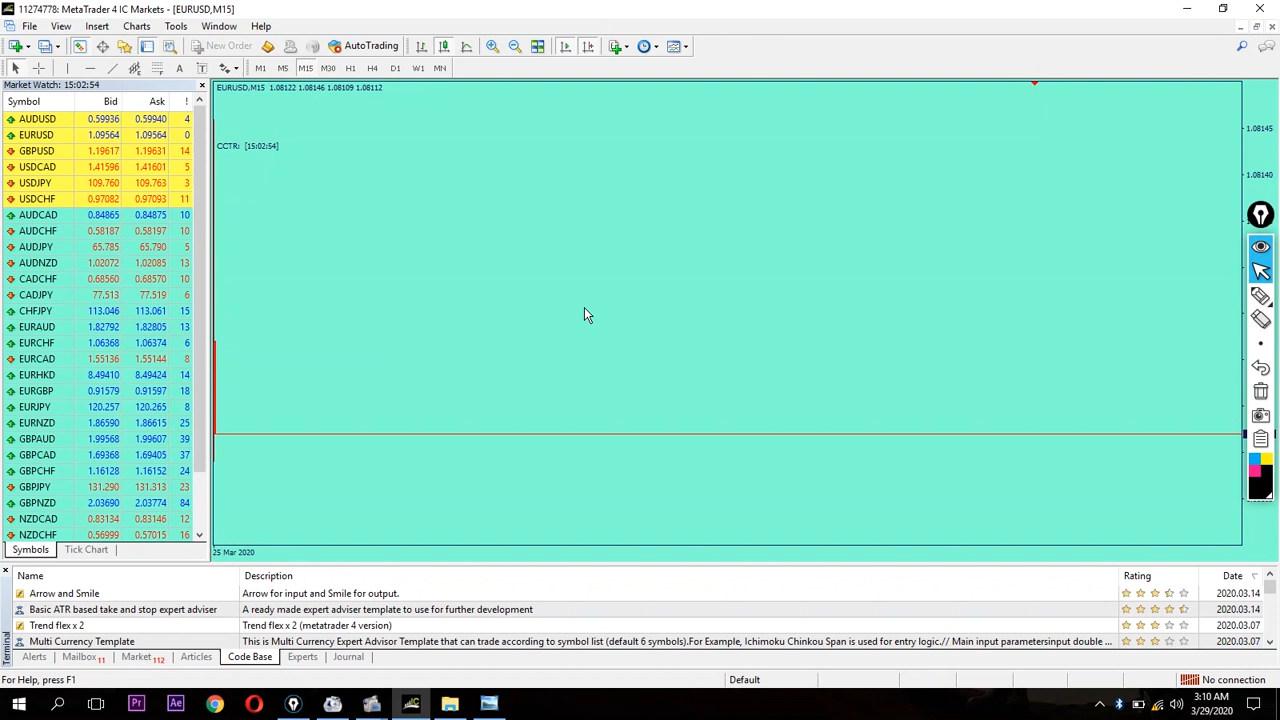 11274778: MetaTrader 4 IC Markets - [EURUSD,M15]
File View Insert Charts Tools Window Help
New Order AutoTrading
A T M1 M5 M15 M30 H1 H4 D1 W1 MN
Market Watch: 15:02:54
Symbol Bid Ask !
AUDUSD 0.59936 0.59940 4
EURUSD 1.09564 1.09564 0
GBPUSD 1.19617 1.19631 14
USDCAD 1.41596 1.41601 5
USDJPY 109.760 109.763 3
USDCHF 0.97082 0.97093 11
AUDCAD 0.84865 0.84875 10
AUDCHF 0.58187 0.58197 10
AUDJPY 65.785 65.790 5
AUDNZD 1.02072 1.02085 13
CADCHF 0.68560 0.68570 10
CADJPY 77.513 77.519 6
CHFJPY 113.046 113.061 15
EURAUD 1.82792 1.82805 13
EURCHF 1.06368 1.06374 6
EURCAD 1.55136 1.55144 8
EURHKD 8.49410 8.49424 14
EURGBP 0.91579 0.91597 18
EURJPY 120.257 120.265 8
EURNZD 1.86590 1.86615 25
GBPAUD 1.99568 1.99607 39
GBPCAD 1.69368 1.69405 37
GBPCHF 1.16128 1.16152 24
GBPJPY 131.290 131.313 23
GBPNZD 2.03690 2.03774 84
NZDCAD 0.83134 0.83146 12
NZDCHF 0.56999 0.57015 16
Symbols Tick Chart
EURUSD,M15 1.08122 1.08146 1.08109 1.08112
CCTR: [15:02:54]
1.08145
1.08140
25 Mar 2020
Name Description Rating Date
Arrow and Smile Arrow for input and Smile for output. 2020.03.14
Basic ATR based take and stop expert adviser A ready made expert adviser template to use for further development 2020.03.14
Trend flex x 2 Trend flex x 2 (metatrader 4 version) 2020.03.07
Multi Currency Template This is Multi Currency Expert Advisor Template that can trade according to symbol list (default 6 symbols).For Example, Ichimoku Chinkou Span is used for entry logic.// Main input parametersinput double ... 2020.03.07
Terminal
Alerts Mailbox 11 Market 112 Articles Code Base Experts Journal
For Help, press F1 Default No connection
Pr Ae
3:10 AM
3/29/2020